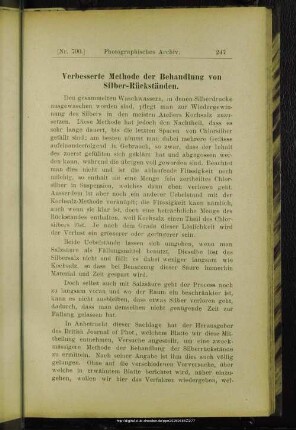 (Nr. 700.) Photographisches Archiv. 247
Verbesserte Methode der Behandlung von
Silber-Rückständen.
Den gesammelten Waschwassern, in denen Silberdrucke
ausgewaschen worden sind, pflegt man zur Wiedergewin-
nung des Silbers in den meisten Ateliers Kochsalz zuzu-
setzen. Diese Methode hat jedoch den Nachtheil, dass es
sehr lange dauert, bis die letzten Spuren von Chlorsilber
gefällt sind; am besten nimmt man dabei mehrere Gefässe
aufeinanderfolgend in Gebrauch, so zwar, dass der Inhalt
des zuerst gefüllten sich geklärt hat und abgegossen wer-
den kann, während die übrigen voll geworden sind. Beachtet
man dies nicht und ist die ablaufende Flüssigkeit noch
milchig, so enthält sie eine Menge fein zertheiltes Chlor-
silber in Suspension, welches dann eben verloren geht.
Ausserdem ist aber noch ein anderer Uebelstand mit der
Kochsalz-Methode verknüpft; die Flüssigkeit kann nämlich,
auch wenn sie klar ist, doch eine beträchtliche Menge des
Rückstandes enthalten, weil Kochsalz einen Theil des Chlor-
silbers löst. Je nach dem Grade dieser Löslichkeit wird
der Verlust ein grösserer oder geringerer sein.
Beide Uebelstände lassen sich umgehen, wenn man
Salzsäure als Fällungsmittel benutzt. Dieselbe löst das
Silbersalz nicht und fällt es dabei weniger langsam wie
Kochsalz, so dass bei Benutzung dieser Säure immerhin
Material und Zeit gespart wird.
Doch selbst auch mit Salzsäure geht der Process noch
zu langsam voran und wo der Raum ein beschränkter ist,
kann es nicht ausbleiben, dass etwas Silber verloren geht,
dadurch, dass man demselben nicht genügende Zeit zur
Fällung gelassen hat.
In Anbetracht dieser Sachlage hat der Herausgeber
des British Journal of Phot., welchem Blatte wir diese Mit-
theilung entnehmen, Versuche angestellt, um eine zweck-
mässigere Methode der Behandlung der Silberrückstände
zu ermitteln. Nach seiner Angabe ist ihm dies auch völlig
gelungen. Ohne auf die verschiedenen Vorversuche, über
welche in erwähntem Blatte berichtet wird, näher einzu-
gehen, wollen wir hier das Verfahren wiedergeben, wel-